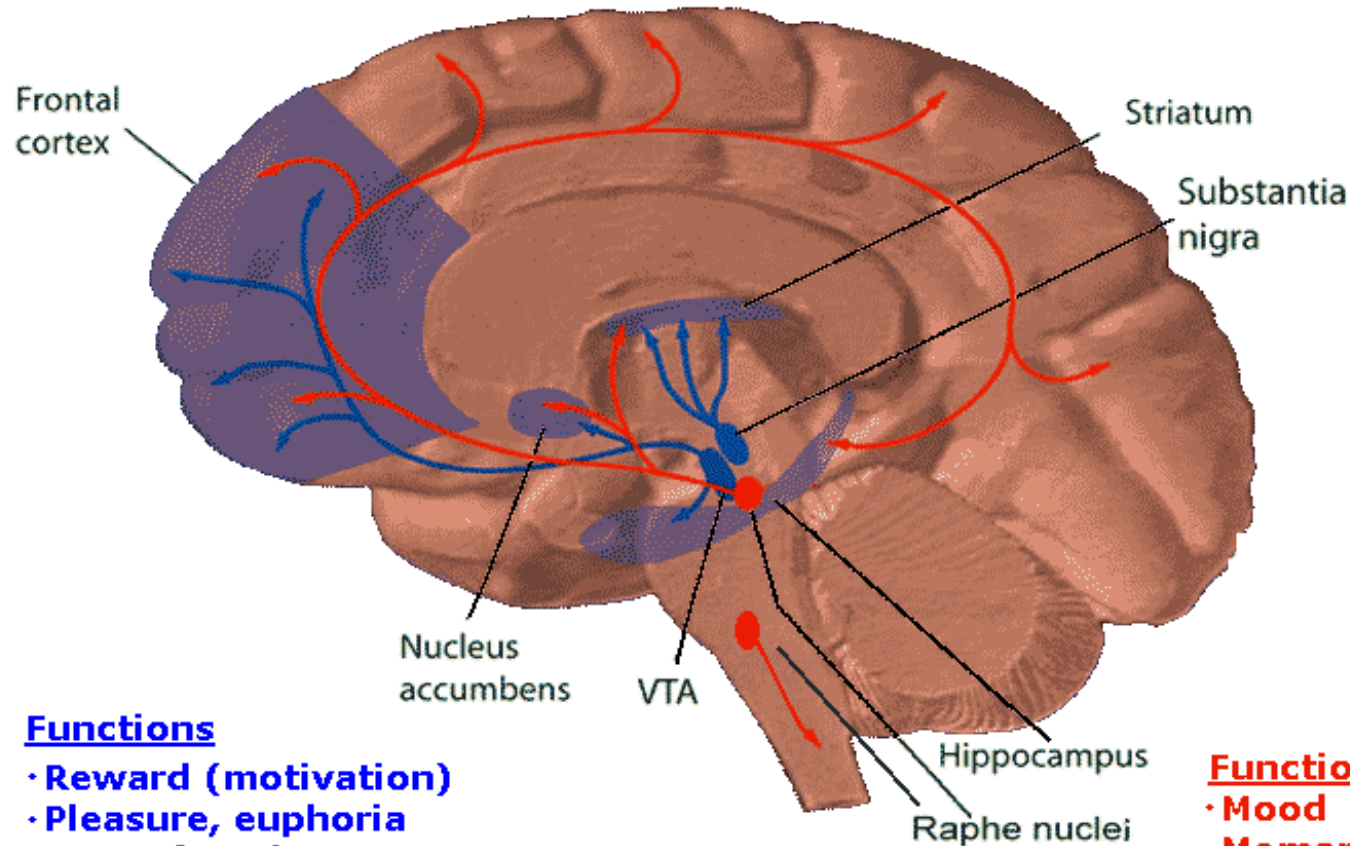 Frontal
cortex
Striatum
Substantia
nigra
Nucleus
accumbens
VTA
Hippocampus
Raphe nuclei
Functions
·Reward (motivation)
·Pleasure, euphoria
·Mood